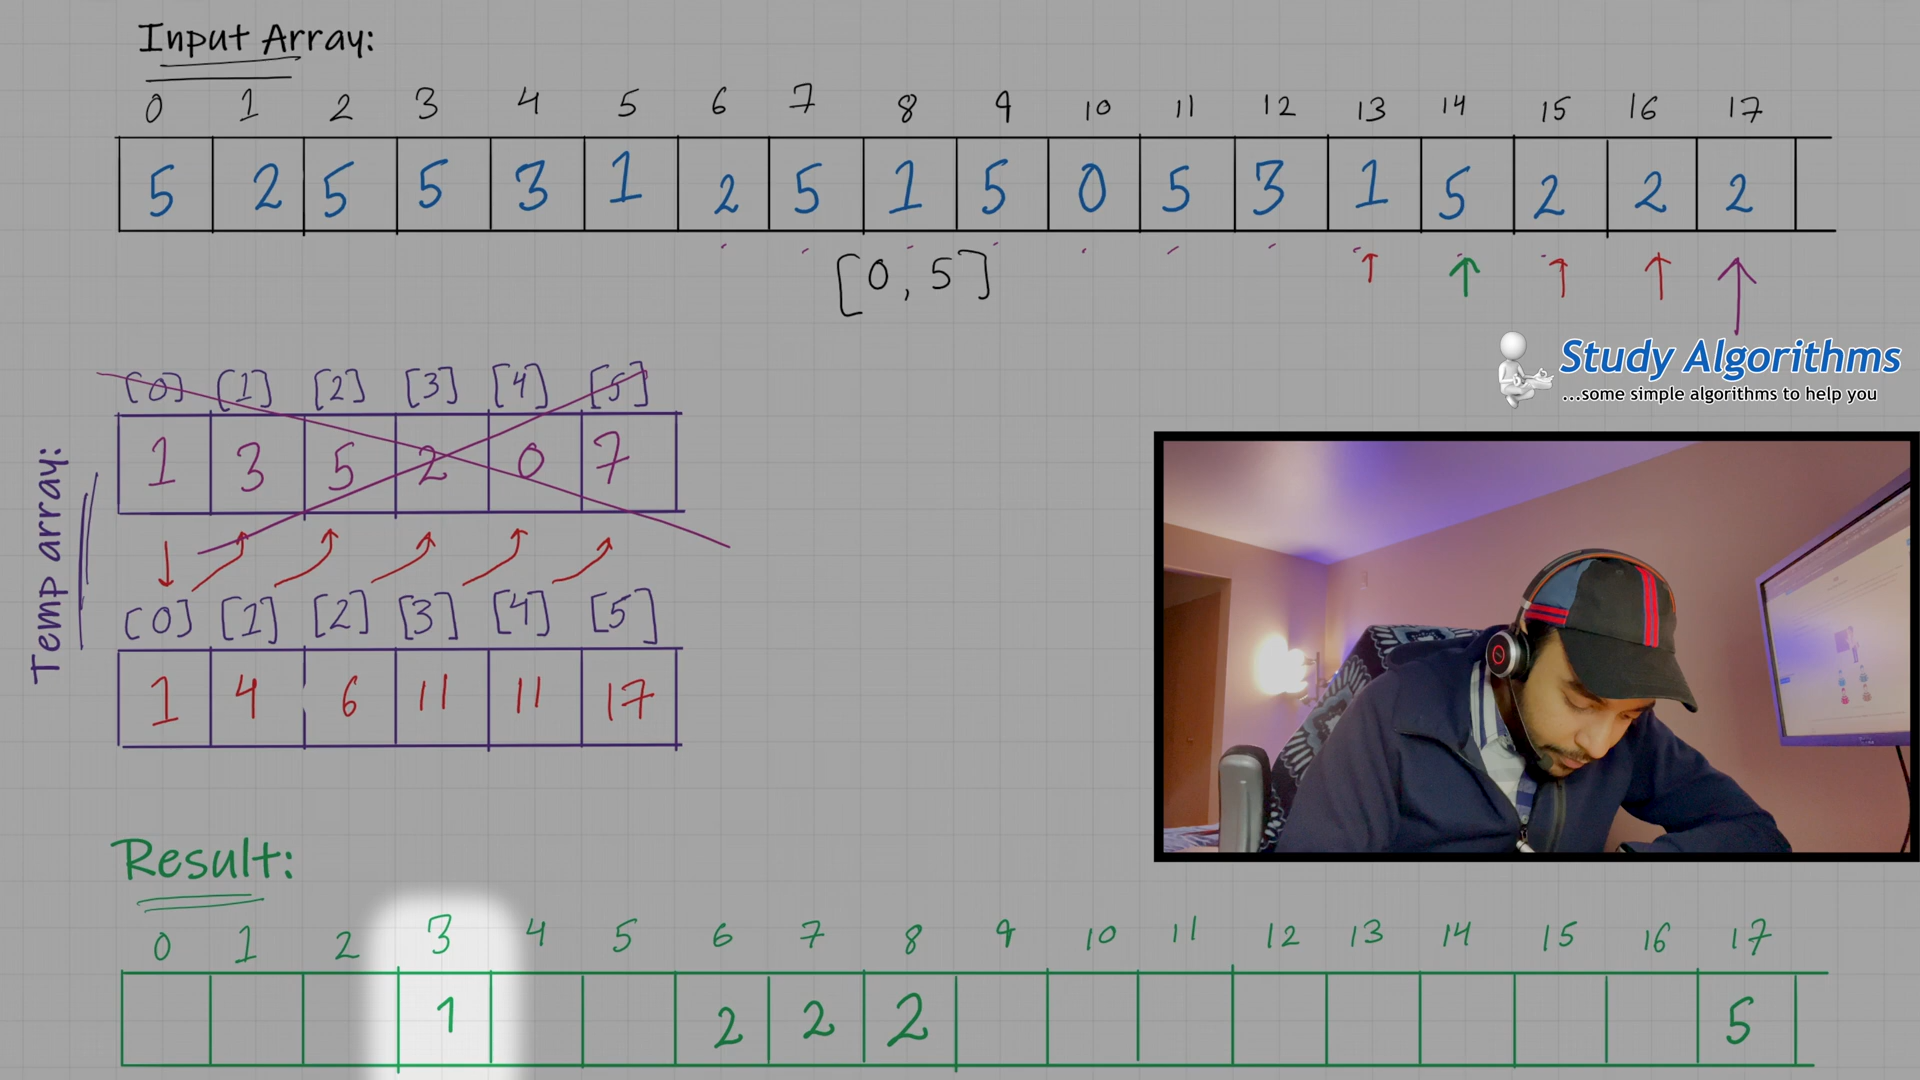 Input Array:
0 1 2 3 4 5 6 7 8 9 10 11 12 13 14 15 16 17
5 2 5 5 3 1 2 5 1 5 0 5 3 1 5 2 2 2
[0, 5]
Study Algorithms
...some simple algorithms to help you
Temp array:
[0] [1] [2] [3] [4] [5]
1 3 5 2 0 7
[0] [1] [2] [3] [4] [5]
1 4 6 11 11 17
Result:
0 1 2 3 4 5 6 7 8 9 10 11 12 13 14 15 16 17
1 2 2 2 5